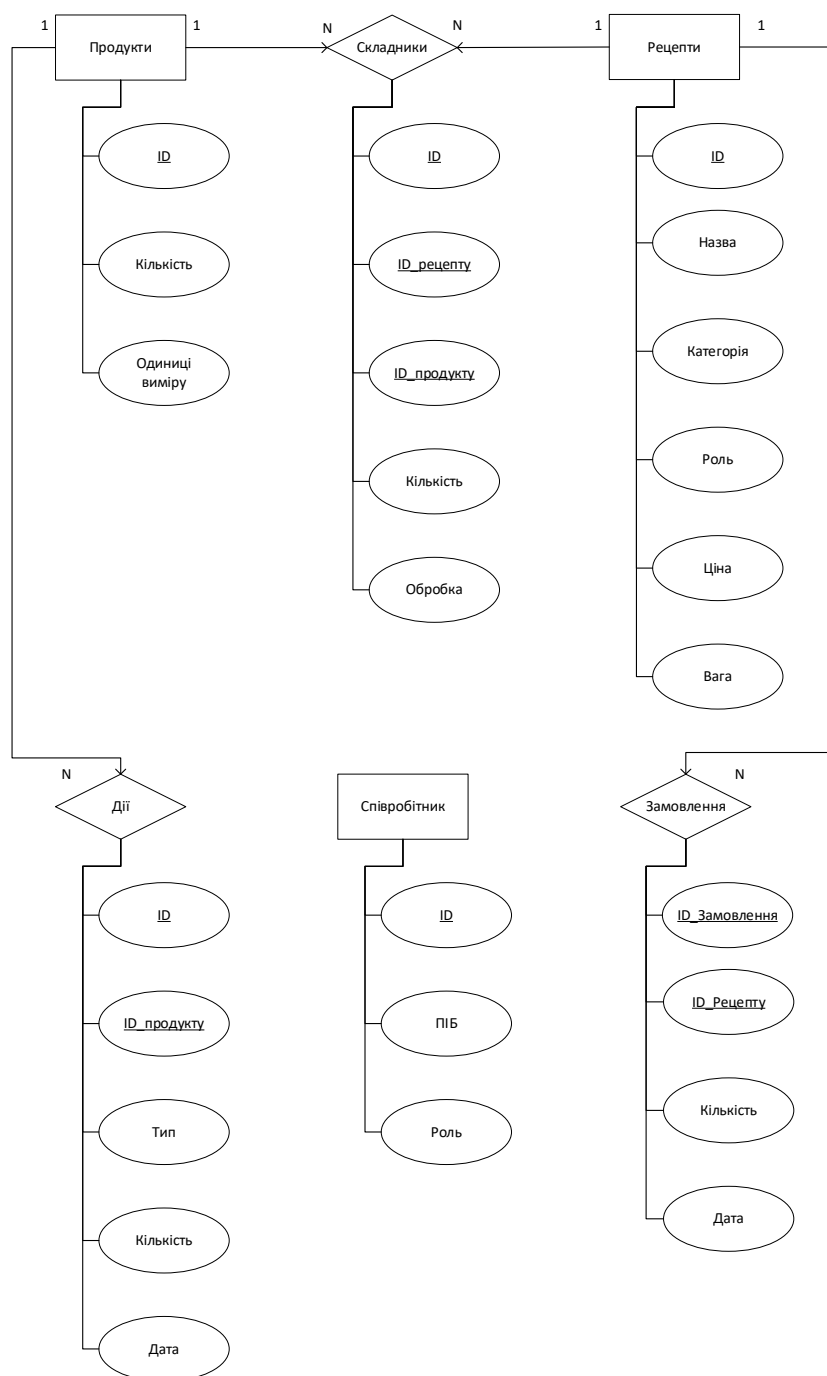 1
Продукти
1
N
Складники
N
1
Рецепти
1
ID
Кількість
Одиниці
виміру
ID
ID_рецепту
ID_продукту
Кількість
Обробка
ID
Назва
Категорія
Роль
Ціна
Вага
N
Дії
ID
ID_продукту
Тип
Кількість
Дата
Співробітник
ID
ПІБ
Роль
N
Замовлення
ID_Замовлення
ID_Рецепту
Кількість
Дата